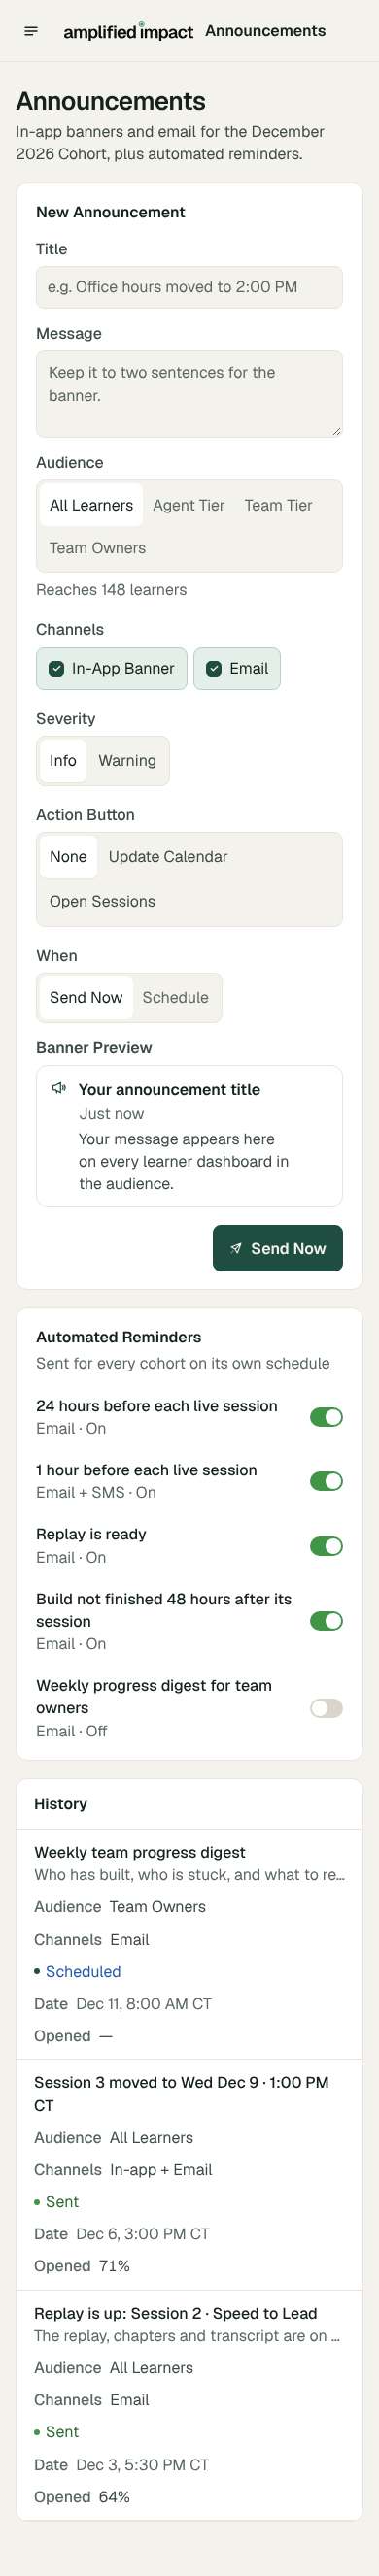 amplified impact Announcements
Announcements
In-app banners and email for the December
2026 Cohort, plus automated reminders.
New Announcement
Title
e.g. Office hours moved to 2:00 PM
Message
Keep it to two sentences for the
banner.
Audience
All Learners Agent Tier Team Tier
Team Owners
Reaches 148 learners
Channels
In-App Banner Email
Severity
Info Warning
Action Button
None Update Calendar
Open Sessions
When
Send Now Schedule
Banner Preview
Your announcement title
Just now
Your message appears here
on every learner dashboard in
the audience.
Send Now
Automated Reminders
Sent for every cohort on its own schedule
24 hours before each live session
Email · On
1 hour before each live session
Email + SMS · On
Replay is ready
Email · On
Build not finished 48 hours after its
session
Email · On
Weekly progress digest for team
owners
Email · Off
History
Weekly team progress digest
Who has built, who is stuck, and what to re...
Audience Team Owners
Channels Email
Scheduled
Date Dec 11, 8:00 AM CT
Opened —
Session 3 moved to Wed Dec 9 · 1:00 PM
CT
Audience All Learners
Channels In-app + Email
Sent
Date Dec 6, 3:00 PM CT
Opened 71%
Replay is up: Session 2 · Speed to Lead
The replay, chapters and transcript are on ...
Audience All Learners
Channels Email
Sent
Date Dec 3, 5:30 PM CT
Opened 64%